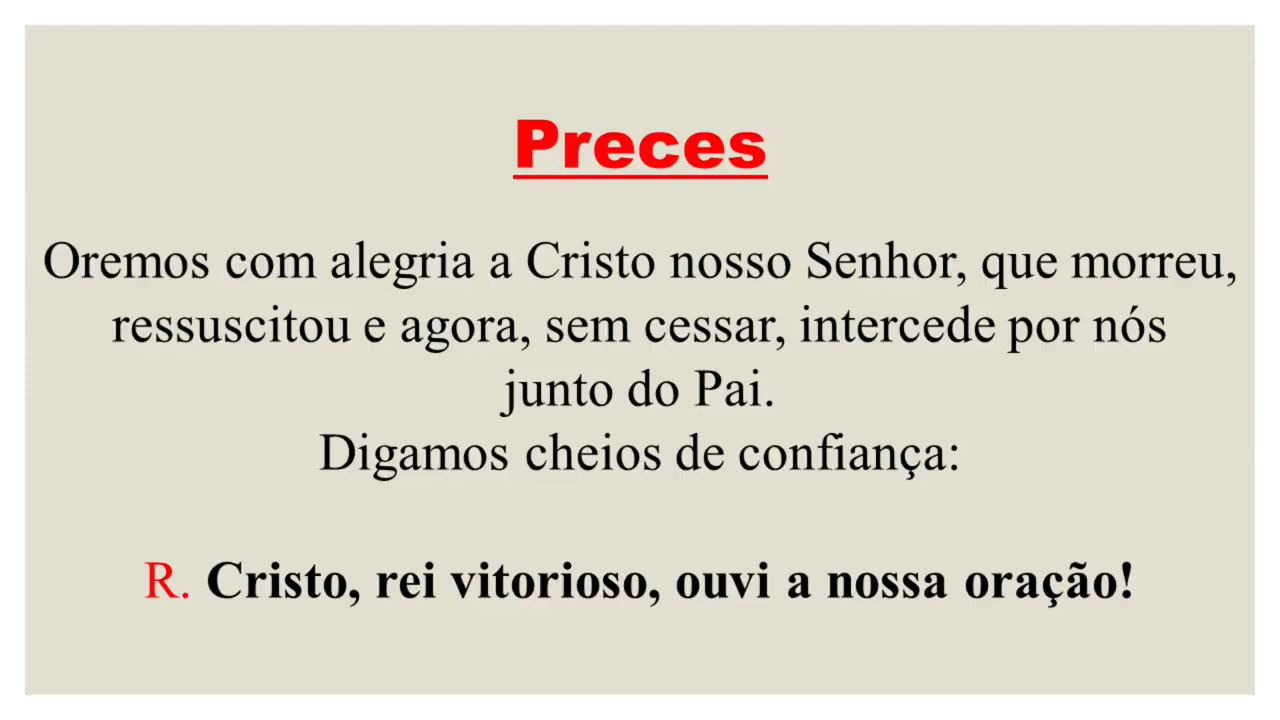 Preces
Oremos com alegria a Cristo nosso Senhor, que morreu,
ressuscitou e agora, sem cessar, intercede por nós
junto do Pai.
Digamos cheios de confiança:
R. Cristo, rei vitorioso, ouvi a nossa oração!